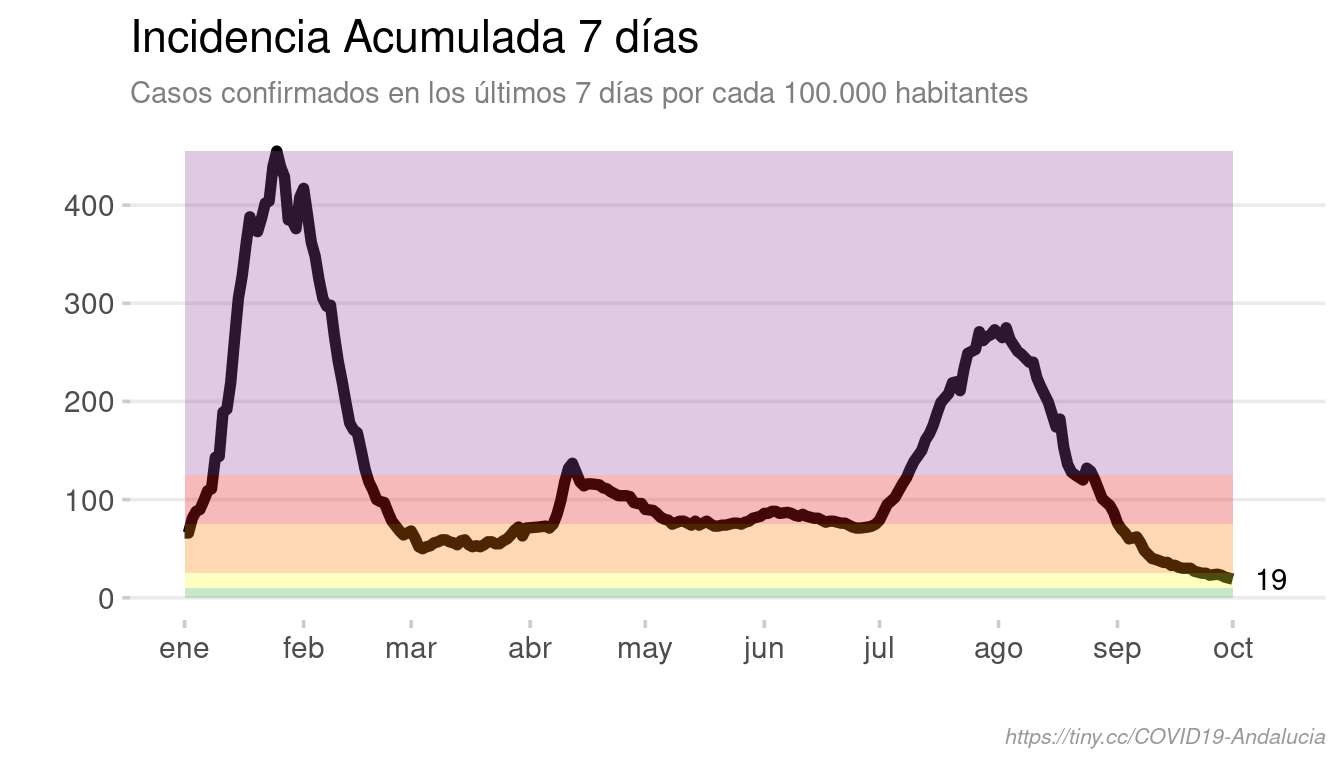 Incidencia Acumulada 7 días
Casos confirmados en los últimos 7 días por cada 100.000 habitantes
400
300
200
100
0
19
ene feb mar abr may jun jul ago sep oct
https://tiny.cc/COVID19-Andalucia